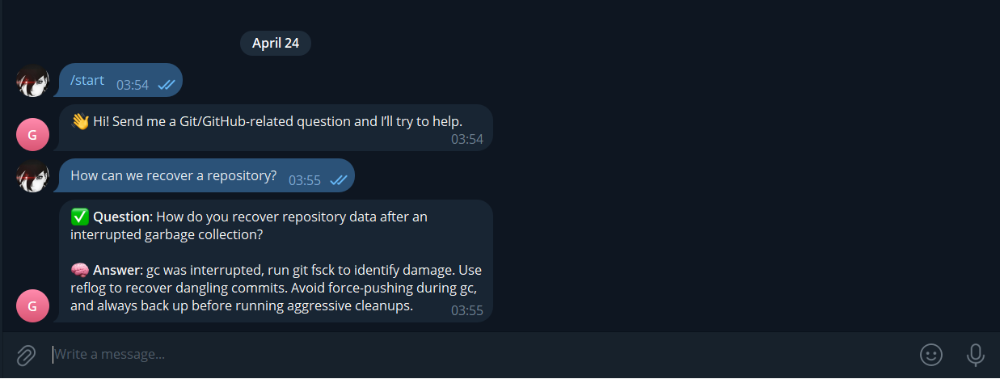 April 24
/start 03:54
G
👋 Hi! Send me a Git/GitHub-related question and I’ll try to help.
03:54
How can we recover a repository? 03:55
✅ Question: How do you recover repository data after an
interrupted garbage collection?
🧠 Answer: gc was interrupted, run git fsck to identify damage. Use
reflog to recover dangling commits. Avoid force-pushing during gc,
and always back up before running aggressive cleanups. 03:55
G
Write a message...